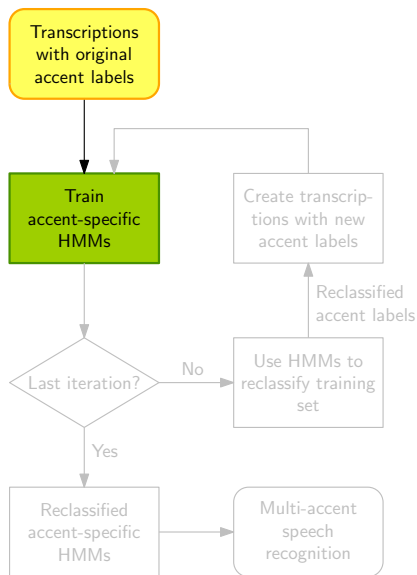 Transcriptions
with original
accent labels
Train
accent-specific
HMMs
Create transcrip-
tions with new
accent labels
Reclassified
accent labels
Last iteration?
No
Use HMMs to
reclassify training
set
Yes
Reclassified
accent-specific
HMMs
Multi-accent
speech
recognition